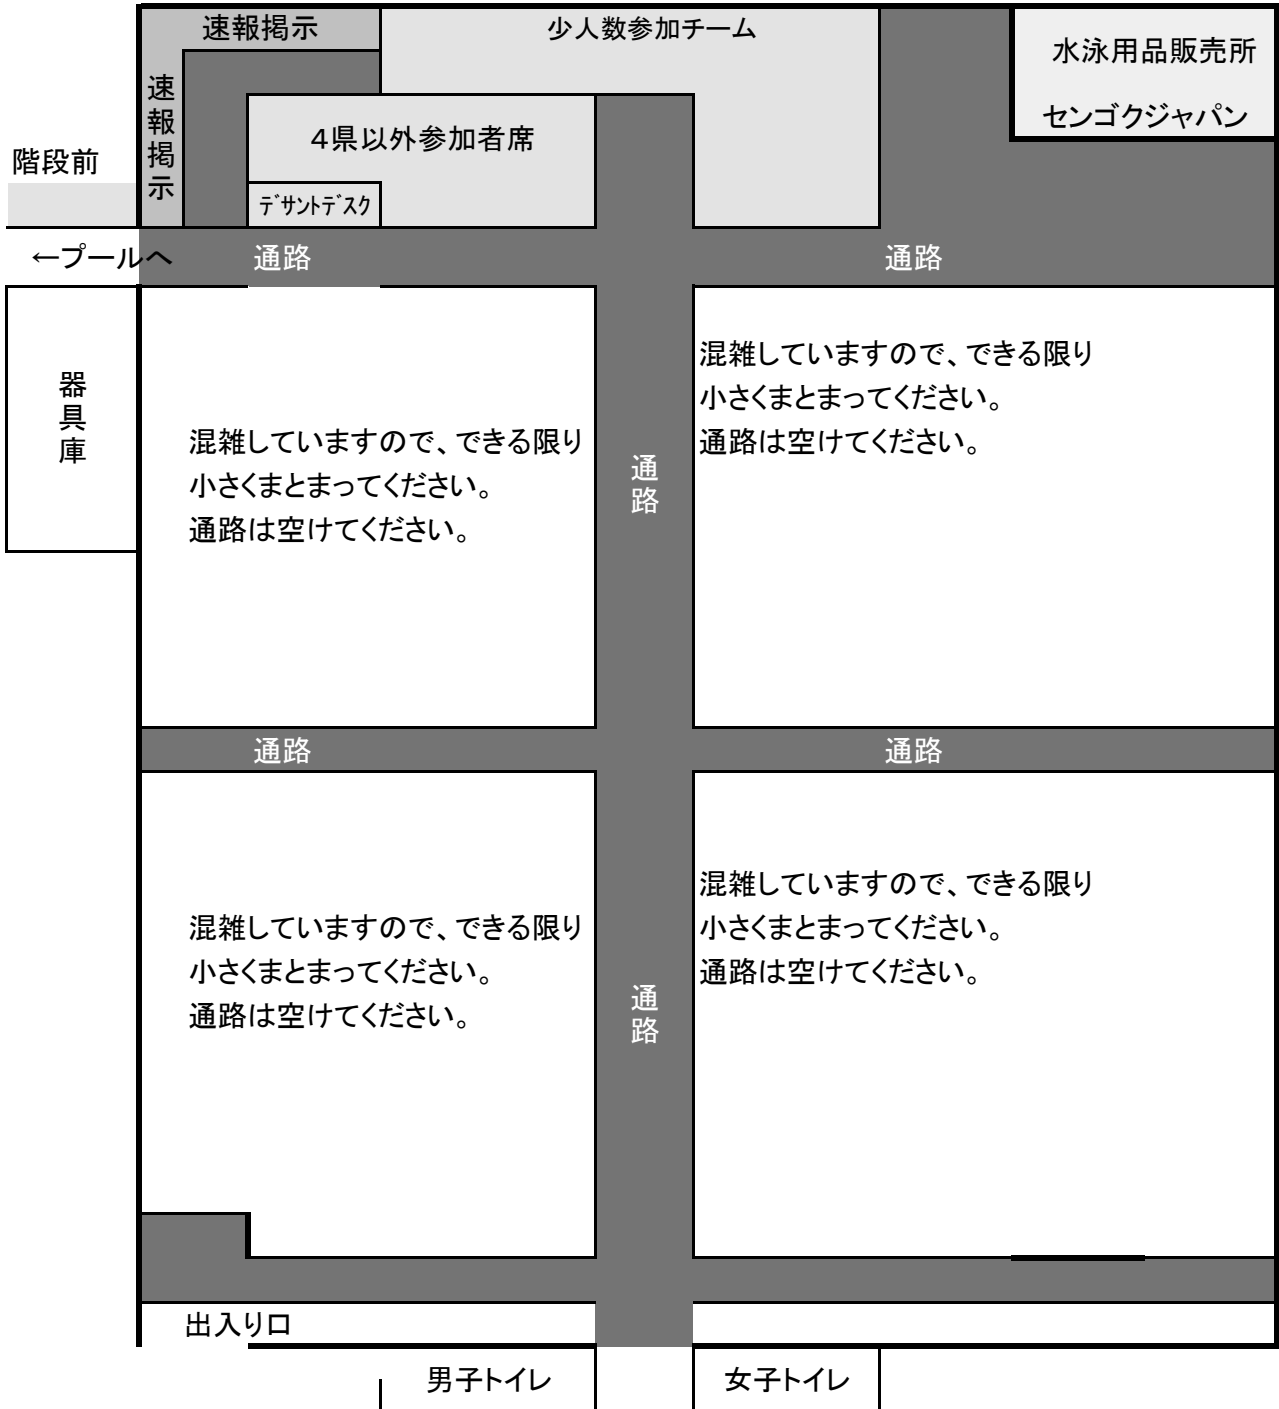 速報掲示
少人数参加チーム
水泳用品販売所
センゴクジャパン
速報掲示
4県以外参加者席
デサントデスク
階段前
←プールへ
通路
通路
器具庫
混雑していますので、できる限り
小さくまとまってください。
通路は空けてください。
通路
混雑していますので、できる限り
小さくまとまってください。
通路は空けてください。
通路
通路
混雑していますので、できる限り
小さくまとまってください。
通路は空けてください。
通路
混雑していますので、できる限り
小さくまとまってください。
通路は空けてください。
出入り口
男子トイレ
女子トイレ